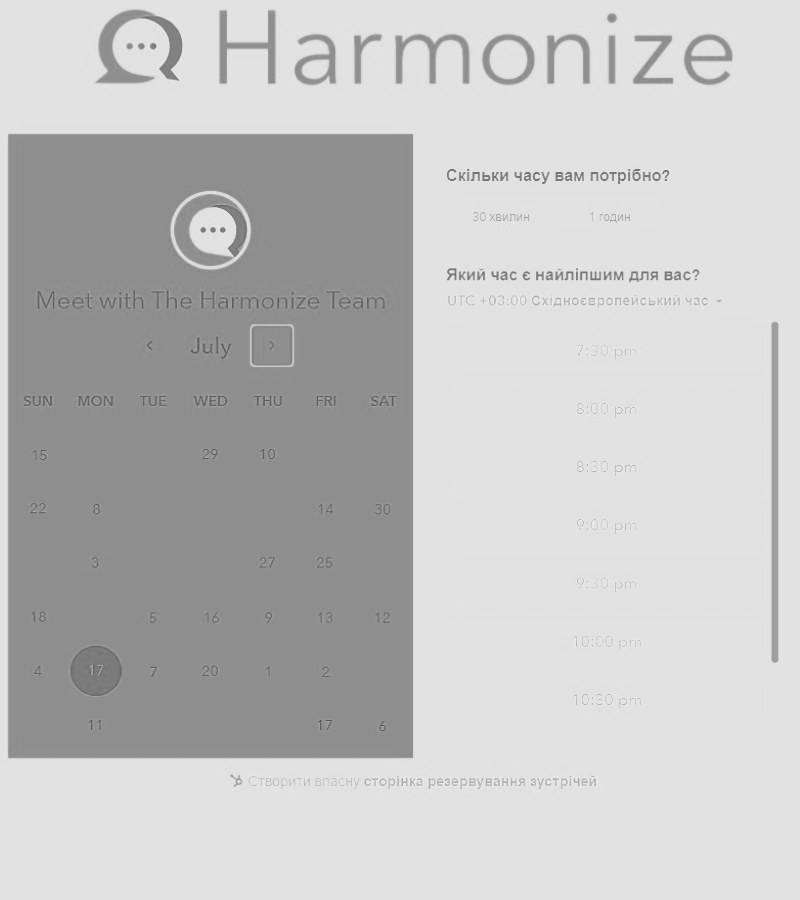 Harmonize
Meet with The Harmonize Team
July
SUN MON TUE WED THU FRI SAT
15 29 10
22 8 14 30
3 27 25
18 5 16 9 13 12
4 17 7 20 1 2
11 17 6
Скільки часу вам потрібно?
30 хвилин 1 годин
Який час є найліпшим для вас?
UTC +03:00 Східноєвропейський час
7:30 pm
8:00 pm
8:30 pm
9:00 pm
9:30 pm
10:00 pm
10:30 pm
Створити власну сторінка резервування зустрічей